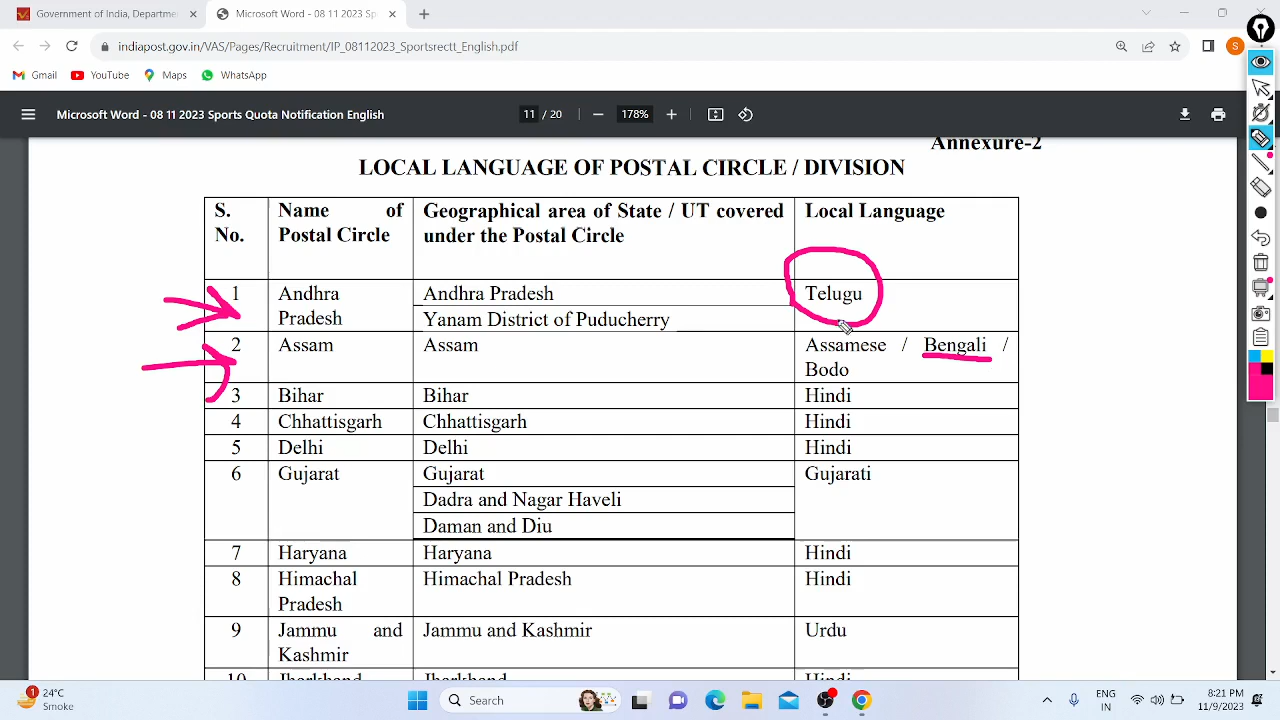 Government of India, Departme
Microsoft Word - 08 11 2023 Sp
indiapost.gov.in/VAS/Pages/Recruitment/IP_08112023_Sportsrectt_English.pdf
S
Gmail YouTube Maps WhatsApp
Microsoft Word - 08 11 2023 Sports Quota Notification English 11 / 20 178%
Annexure-2
LOCAL LANGUAGE OF POSTAL CIRCLE / DIVISION
S. No. Name of Postal Circle Geographical area of State / UT covered under the Postal Circle Local Language
1 Andhra Pradesh Andhra Pradesh Telugu
Yanam District of Puducherry
2 Assam Assam Assamese / Bengali / Bodo
3 Bihar Bihar Hindi
4 Chhattisgarh Chhattisgarh Hindi
5 Delhi Delhi Hindi
6 Gujarat Gujarat Gujarati
Dadra and Nagar Haveli
Daman and Diu
7 Haryana Haryana Hindi
8 Himachal Pradesh Himachal Pradesh Hindi
9 Jammu and Kashmir Jammu and Kashmir Urdu
10 Jharkhand Jharkhand Hindi
1 24°C Smoke
Search
ENG IN
8:21 PM
11/9/2023